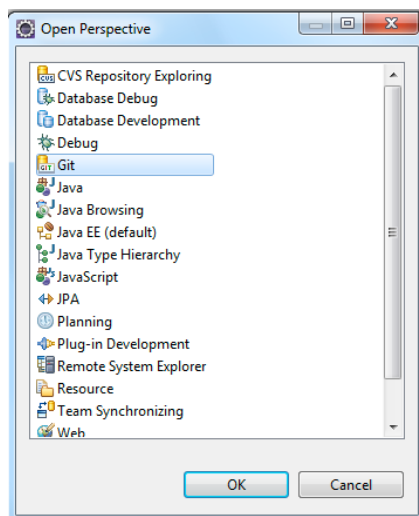 Open Perspective
CVS Repository Exploring
Database Debug
Database Development
Debug
Git
Java
Java Browsing
Java EE (default)
Java Type Hierarchy
JavaScript
JPA
Planning
Plug-in Development
Remote System Explorer
Resource
Team Synchronizing
Web
OK Cancel